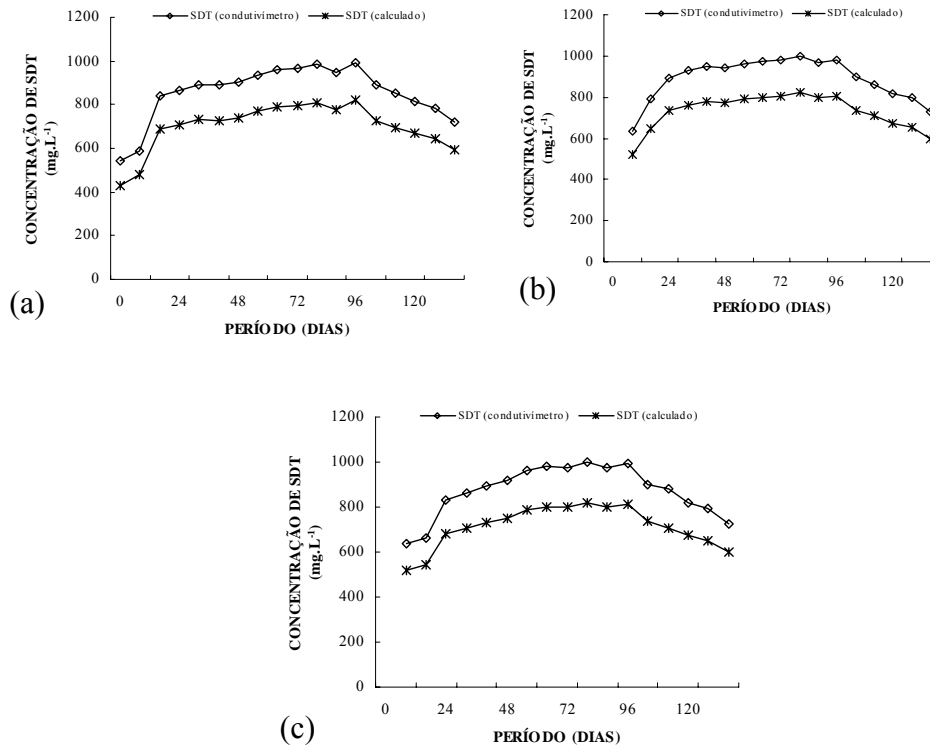 SDT (condutivímetro) SDT (calculado)
1200
1000
800
600
400
200
0
CONCENTRAÇÃO DE SDT
(mg.L⁻¹)
0 24 48 72 96 120
PERÍODO (DIAS)
(a)
SDT (condutivímetro) SDT (calculado)
1200
1000
800
600
400
200
0
CONCENTRAÇÃO DE SDT
(mg.L⁻¹)
0 24 48 72 96 120
PERÍODO (DIAS)
(b)
SDT (condutivímetro) SDT (calculado)
1200
1000
800
600
400
200
0
CONCENTRAÇÃO DE SDT
(mg.L⁻¹)
0 24 48 72 96 120
PERÍODO (DIAS)
(c)